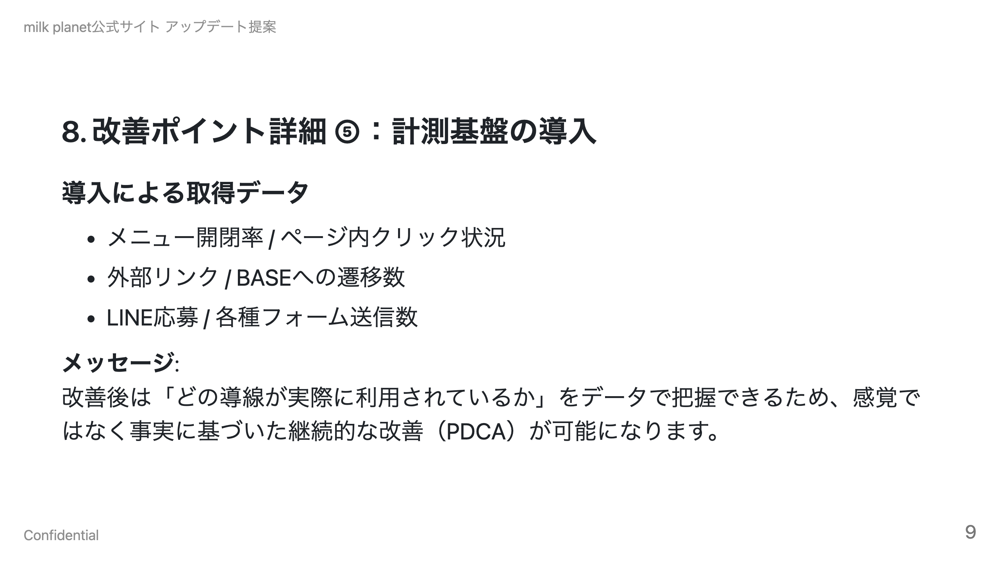 milk planet公式サイト アップデート提案
8. 改善ポイント詳細 ⑤：計測基盤の導入
導入による取得データ
• メニュー開閉率 / ページ内クリック状況
• 外部リンク / BASEへの遷移数
• LINE応募 / 各種フォーム送信数
メッセージ:
改善後は「どの導線が実際に利用されているか」をデータで把握できるため、感覚で
はなく事実に基づいた継続的な改善（PDCA）が可能になります。
Confidential
9